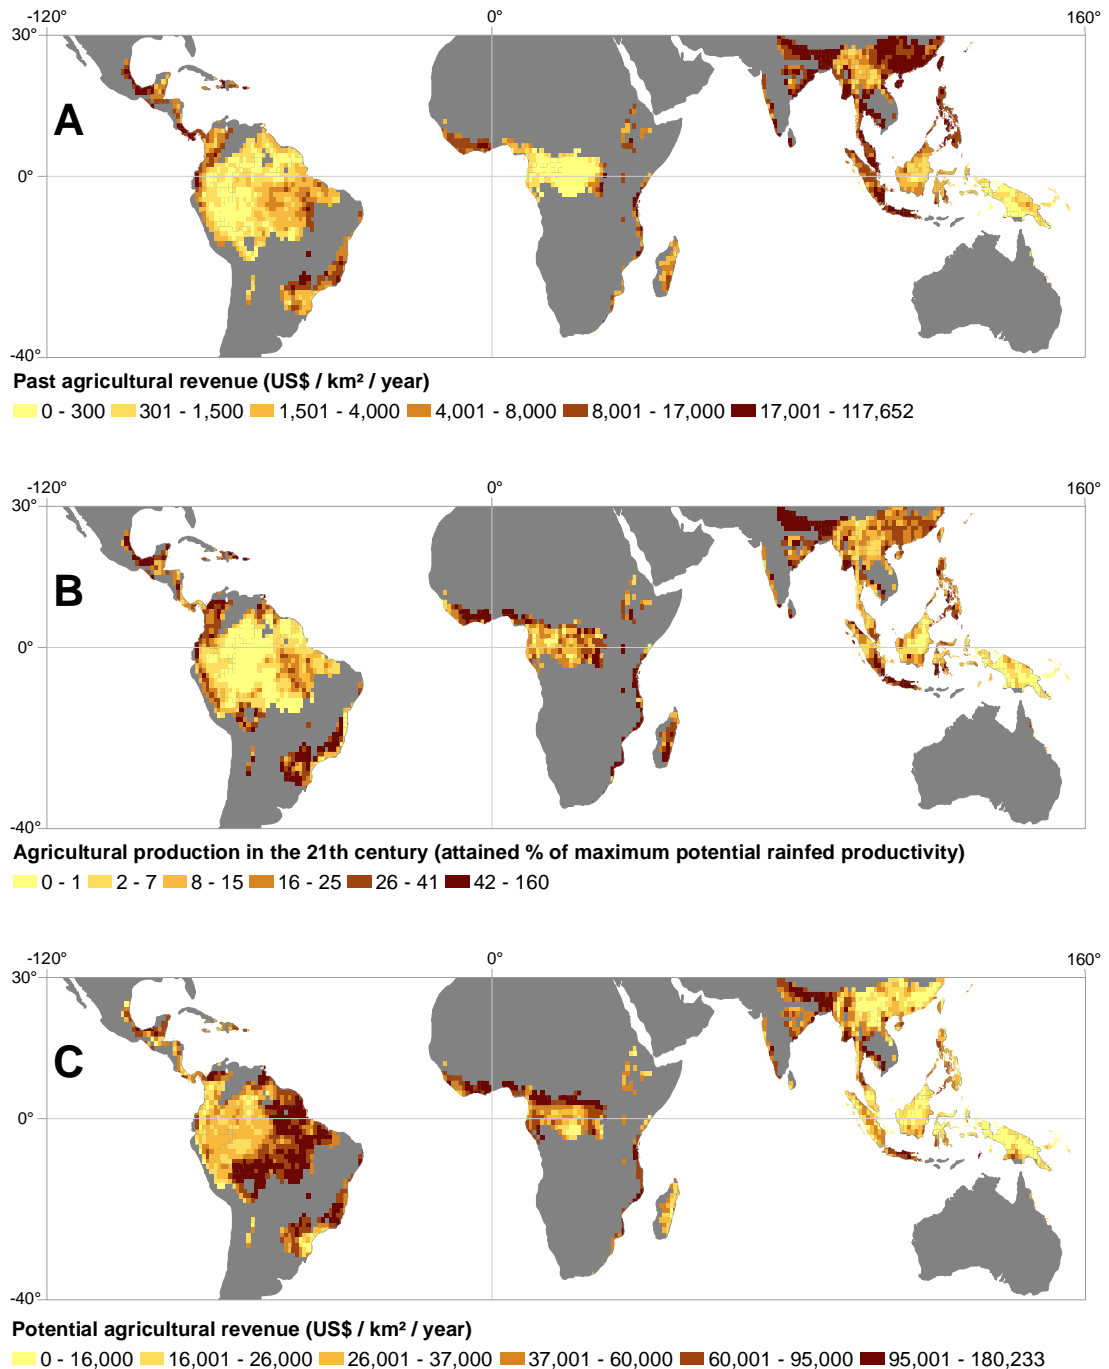 -120° 0° 160°
30°
A
0°
-40°
Past agricultural revenue (US$ / km² / year)
0 - 300 301 - 1,500 1,501 - 4,000 4,001 - 8,000 8,001 - 17,000 17,001 - 117,652
-120° 0° 160°
30°
B
0°
-40°
Agricultural production in the 21th century (attained % of maximum potential rainfed productivity)
0 - 1 2 - 7 8 - 15 16 - 25 26 - 41 42 - 160
-120° 0° 160°
30°
C
0°
-40°
Potential agricultural revenue (US$ / km² / year)
0 - 16,000 16,001 - 26,000 26,001 - 37,000 37,001 - 60,000 60,001 - 95,000 95,001 - 180,233